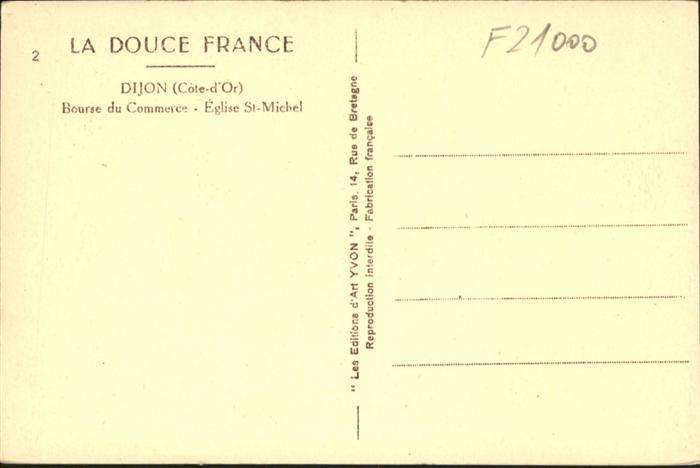 2
LA DOUCE FRANCE
DIJON (Côte-d'Or)
Bourse du Commerce - Église St-Michel
" Les Editions d'Art YVON ", Paris, 14, Rue de Bretagne
Reproduction interdite - Fabrication française
F21000